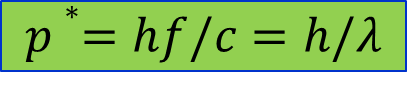 p* = hf/c = h/λ